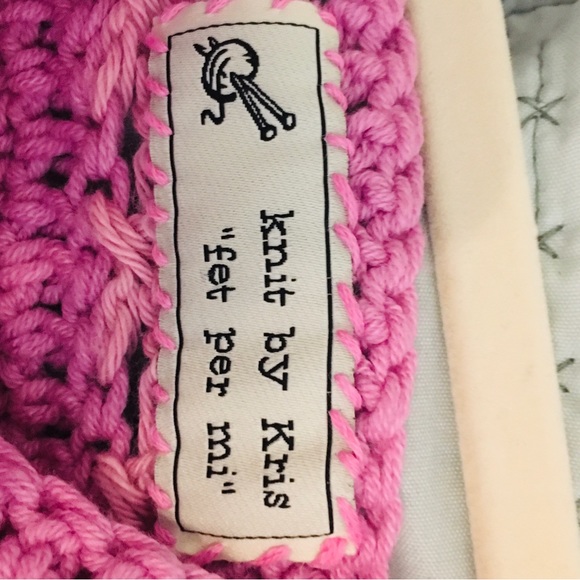 knit by Kris
"fet per mi"